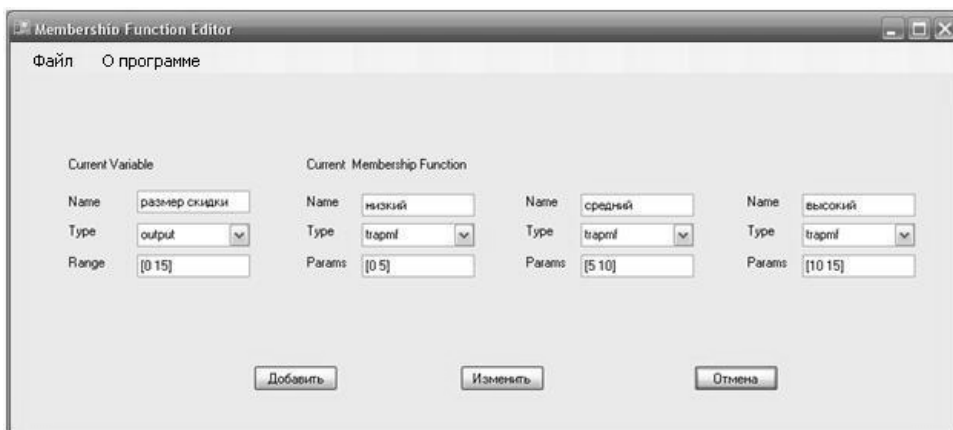 Membership Function Editor
Файл О программе
Current Variable Current Membership Function
Name размер скидки Name низкий Name средний Name высокий
Type output Type trapmf Type trapmf Type trapmf
Range [0 15] Params [0 5] Params [5 10] Params [10 15]
Добавить Изменить Отмена